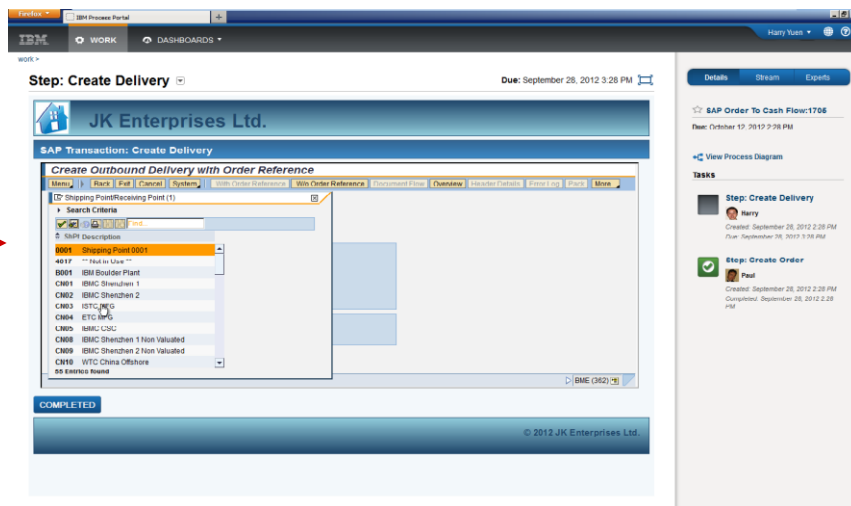 Firefox
IBM Process Portal
+
IBM
WORK
DASHBOARDS
Harry Yuen
work >
Step: Create Delivery
Due: September 28, 2012 3:28 PM
JK Enterprises Ltd.
SAP Transaction: Create Delivery
Create Outbound Delivery with Order Reference
Menu Back Exit Cancel System With Order Reference W/o Order Reference Document Flow Overview Header Details Error Log Pack More
Shipping Point/Receiving Point (1)
Search Criteria
Find...
ShPt Description
0001 Shipping Point 0001
4017 ** Not in Use **
B001 IBM Boulder Plant
CN01 IBMC Shenzhen 1
CN02 IBMC Shenzhen 2
CN03 ISTC MFG
CN04 ETC MFG
CN05 IBMC CSC
CN08 IBMC Shenzhen 1 Non Valuated
CN09 IBMC Shenzhen 2 Non Valuated
CN10 WTC China Offshore
55 Entries found
BME (362)
COMPLETED
© 2012 JK Enterprises Ltd.
Details Stream Experts
SAP Order To Cash Flow:1706
Due: October 12, 2012 2:28 PM
View Process Diagram
Tasks
Step: Create Delivery
Harry
Created: September 28, 2012 2:28 PM
Due: September 28, 2012 3:28 PM
Step: Create Order
Paul
Created: September 28, 2012 2:28 PM
Completed: September 28, 2012 2:28
PM